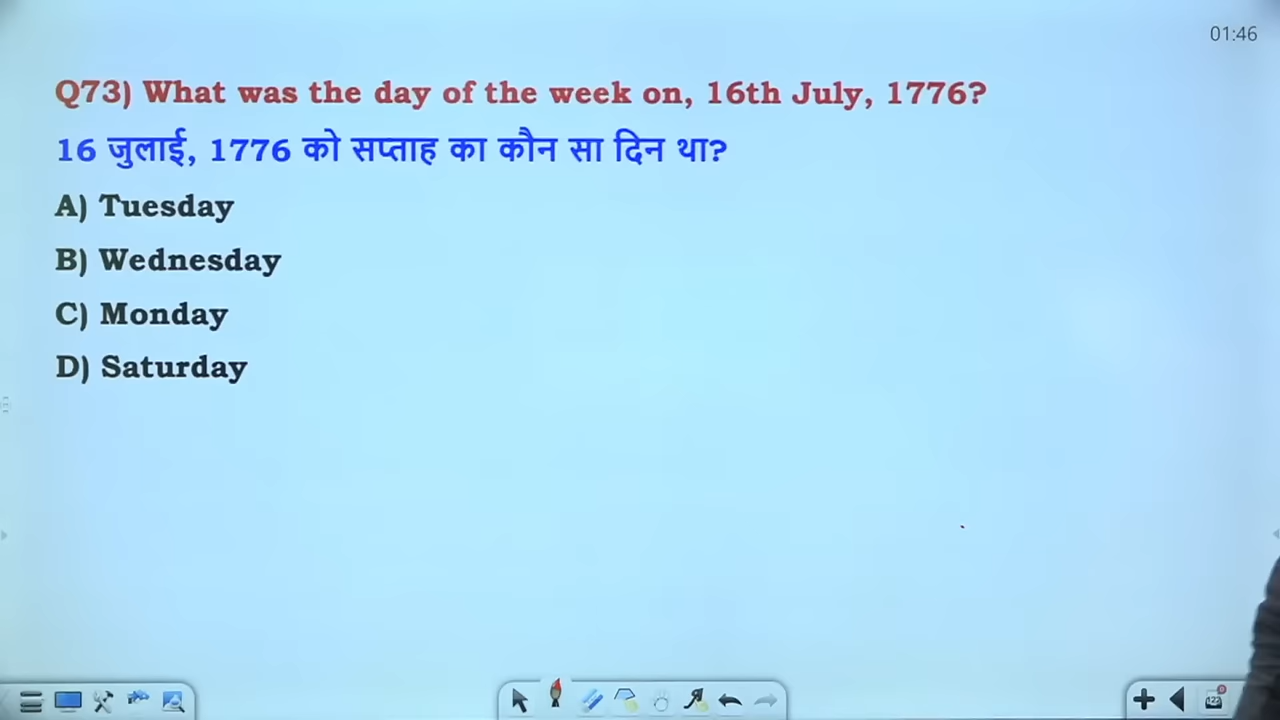 01:46
Q73) What was the day of the week on, 16th July, 1776?
16 जुलाई, 1776 को सप्ताह का कौन सा दिन था?
A) Tuesday
B) Wednesday
C) Monday
D) Saturday